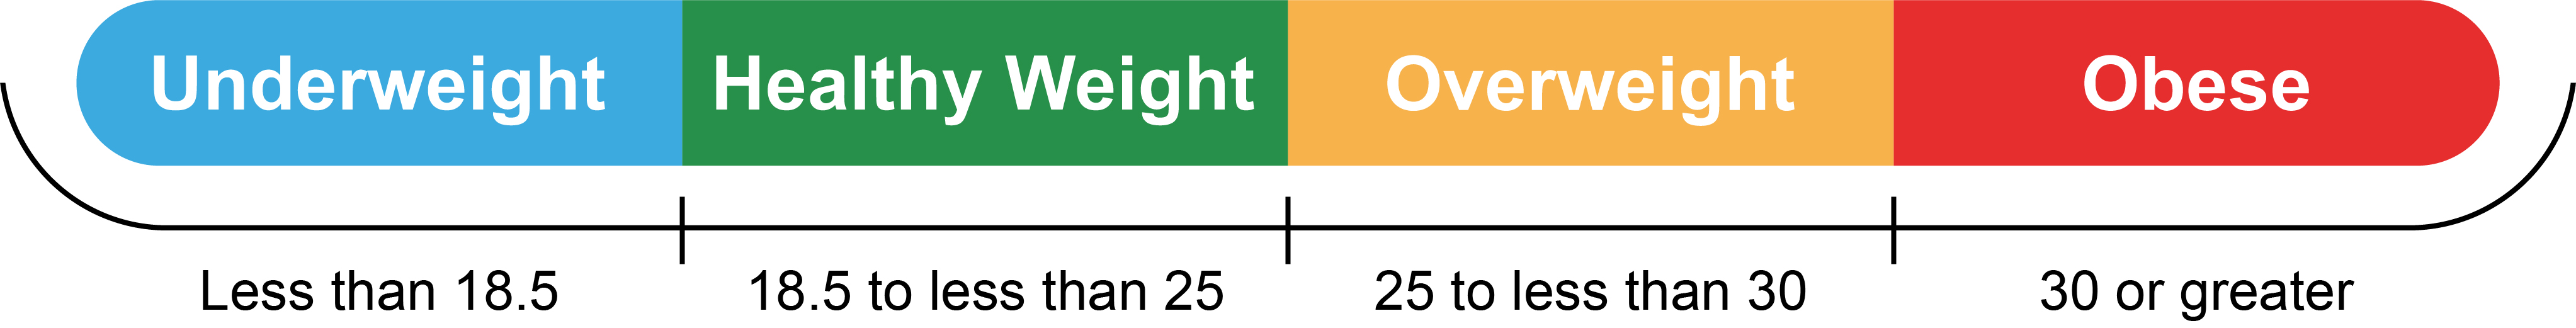 Underweight Healthy Weight Overweight Obese
Less than 18.5 18.5 to less than 25 25 to less than 30 30 or greater